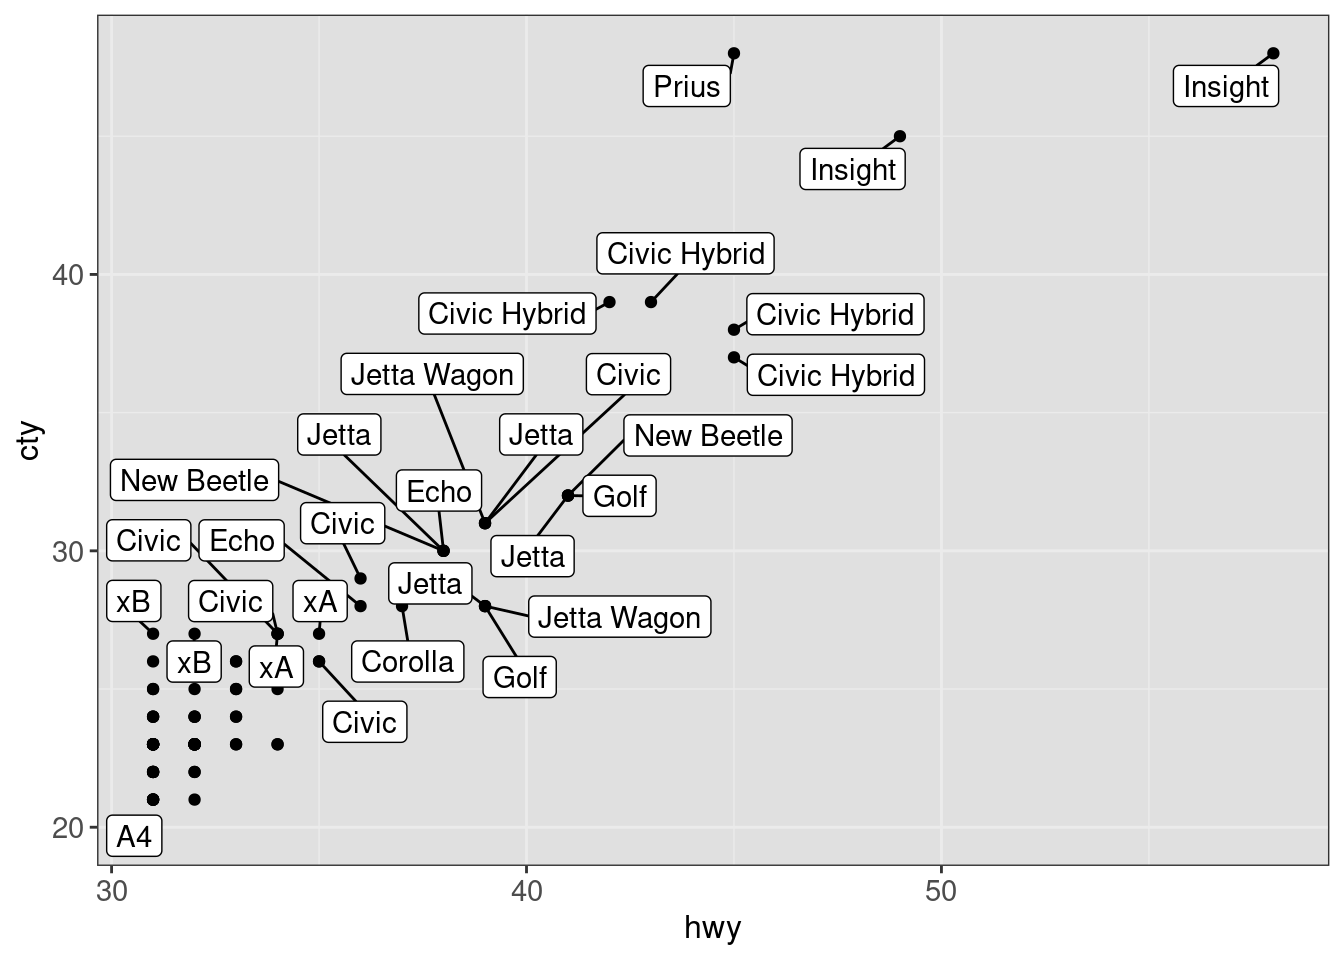 Prius
Insight
Insight
Civic Hybrid
Civic Hybrid
Civic Hybrid
Jetta Wagon
Civic
Civic Hybrid
Jetta
Jetta
New Beetle
New Beetle
Echo
Golf
Civic
Civic
Echo
Jetta
Jetta
xB
Civic
xA
Jetta Wagon
xB
xA
Corolla
Golf
Civic
A4
cty
40
30
20
30
40
50
hwy